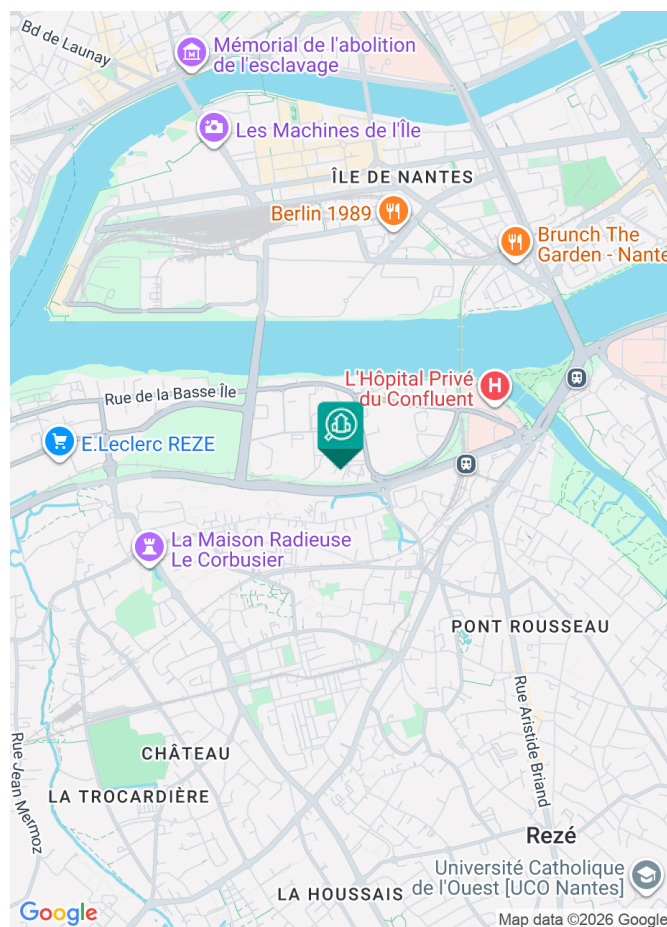 Bd de Launay
Mémorial de l'abolition
de l'esclavage
Les Machines de l'Île
ÎLE DE NANTES
Berlin 1989
Brunch The
Garden - Nante
L'Hôpital Privé
du Confluent
H
Rue de la Basse Île
E.Leclerc REZE
La Maison Radieuse
Le Corbusier
PONT ROUSSEAU
Rue Aristide Briand
CHÂTEAU
LA TROCARDIÈRE
Rue Jean Mermoz
Rezé
Université Catholique
de l'Ouest [UCO Nantes]
LA HOUSSAIS
Google
Map data ©2026 Google